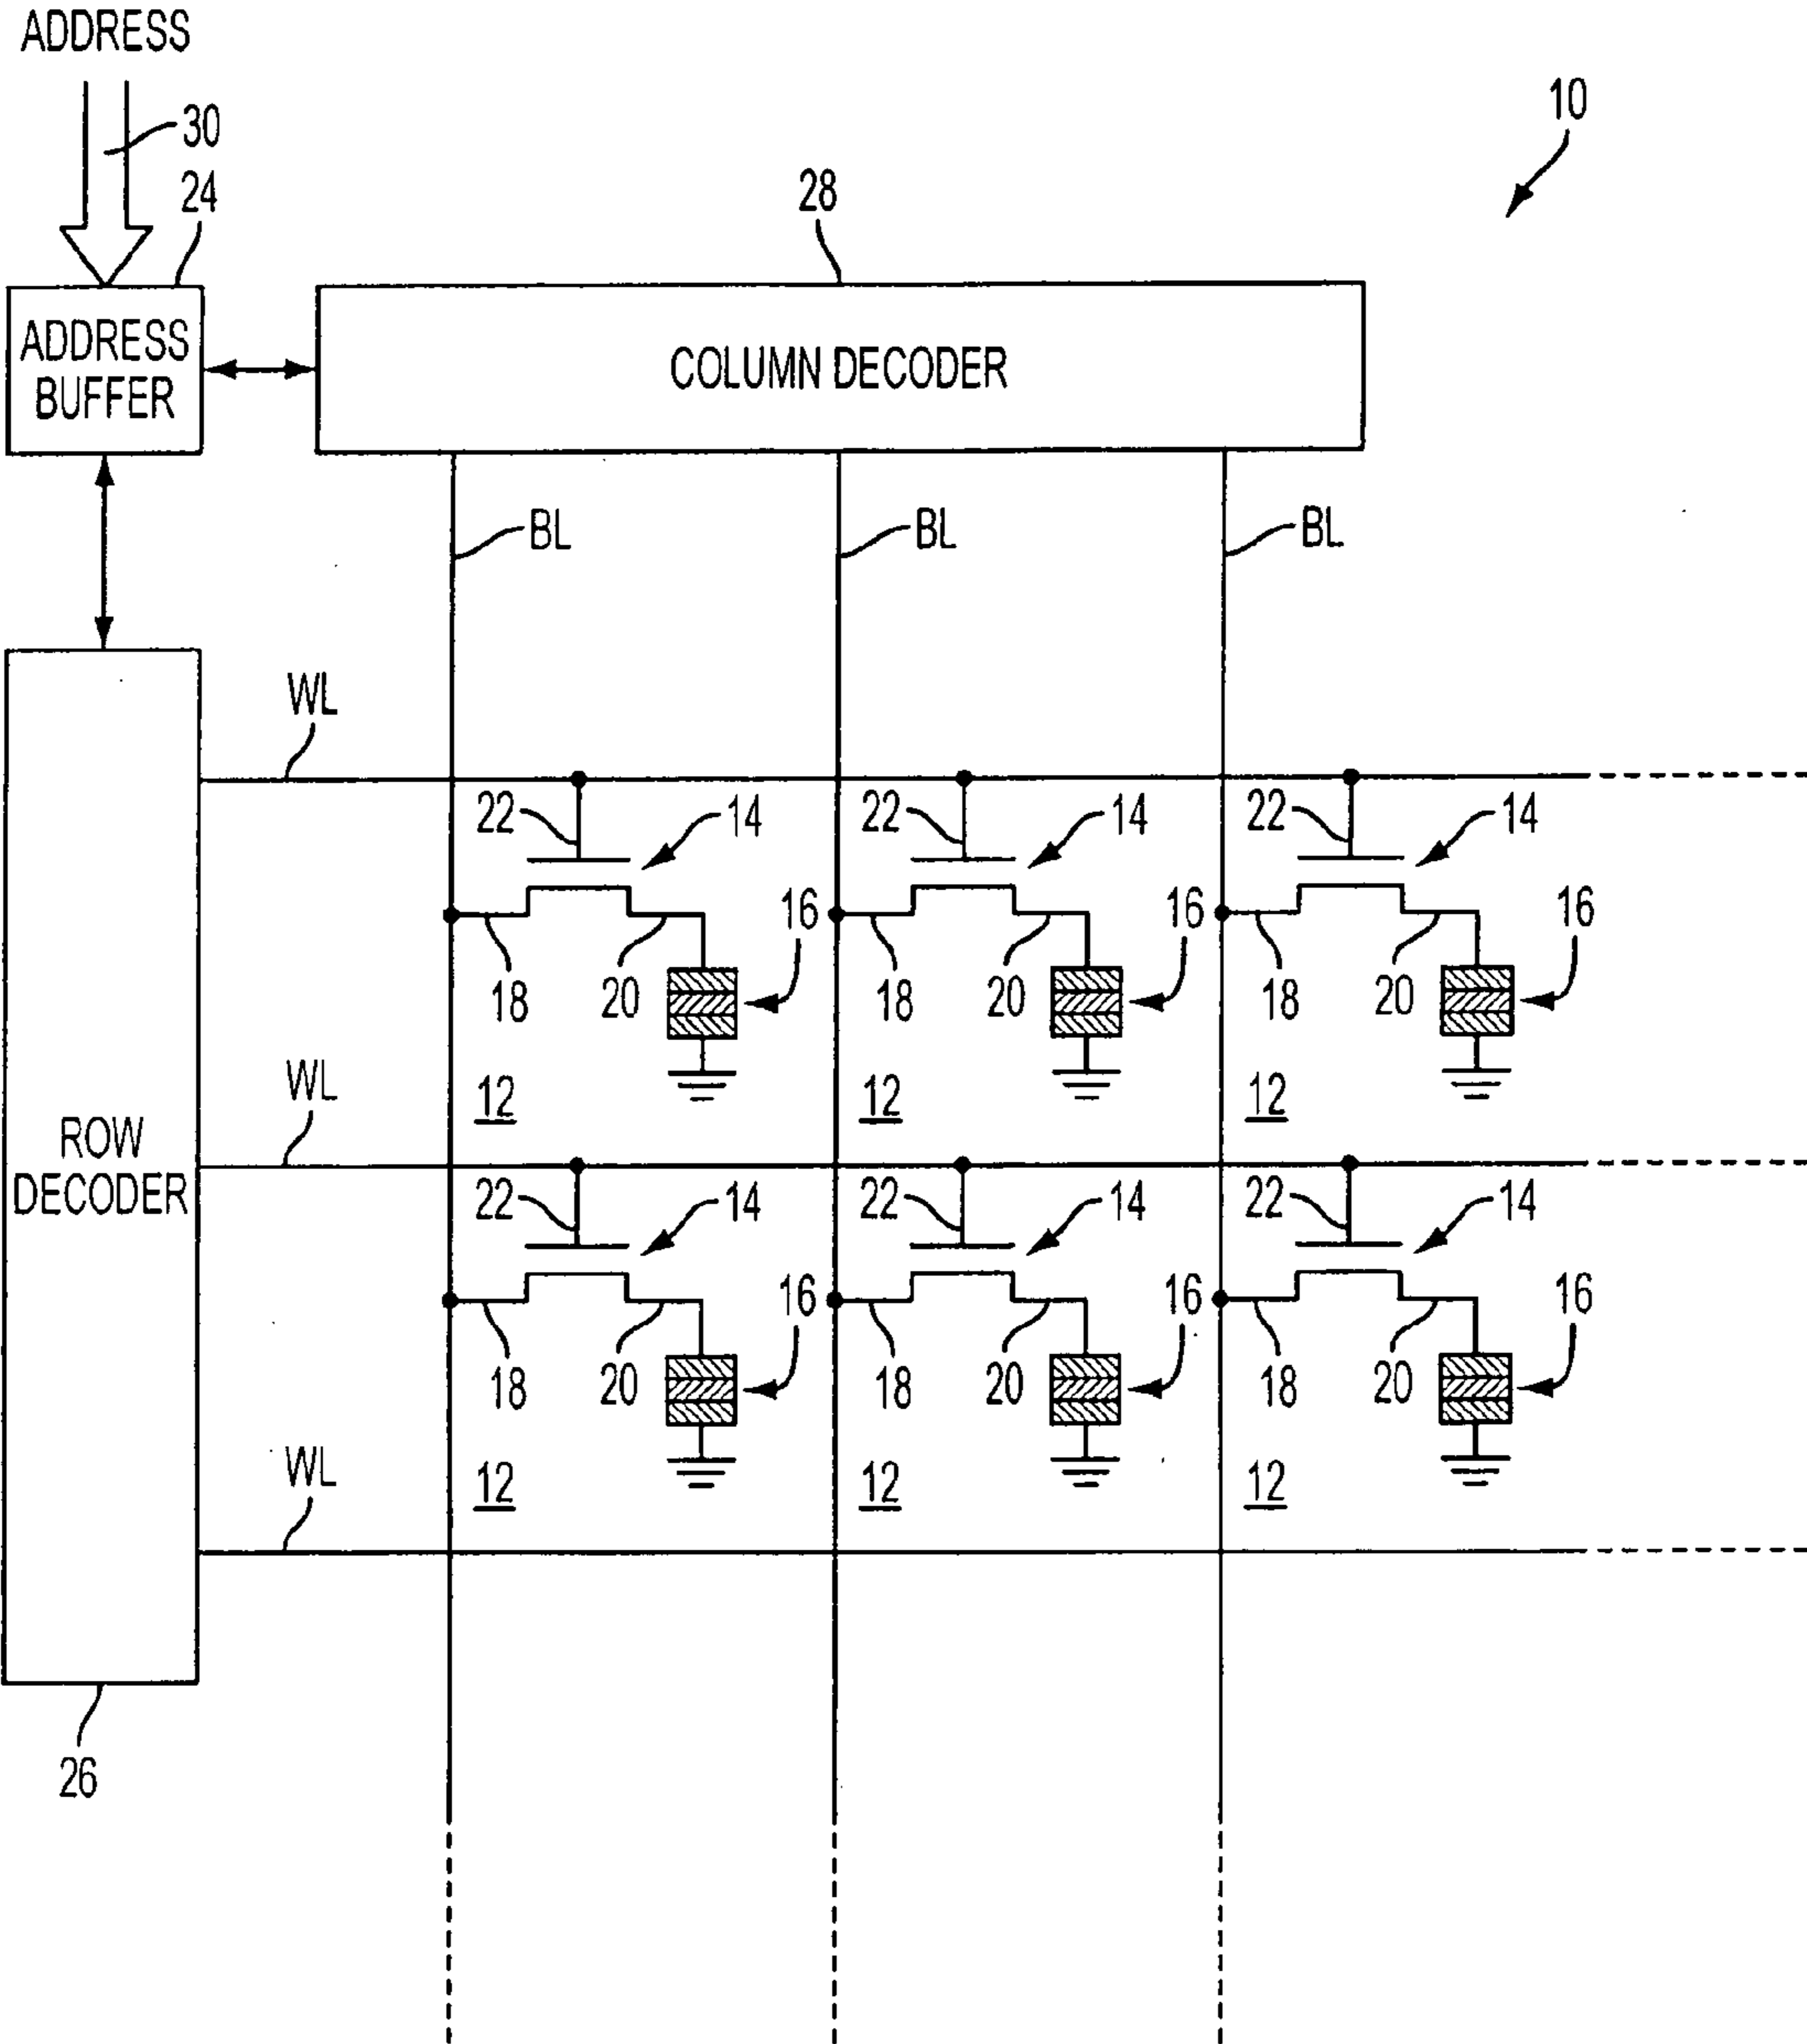 ADDRESS
10
30
24
28
ADDRESS
BUFFER
COLUMN DECODER
BL BL BL
WL
22 14 22 14 22 14
16 16 16
18 20 18 20 18 20
12 12 12
WL
ROW
DECODER
22 14 22 14 22 14
16 16 16
18 20 18 20 18 20
12 12 12
WL
26